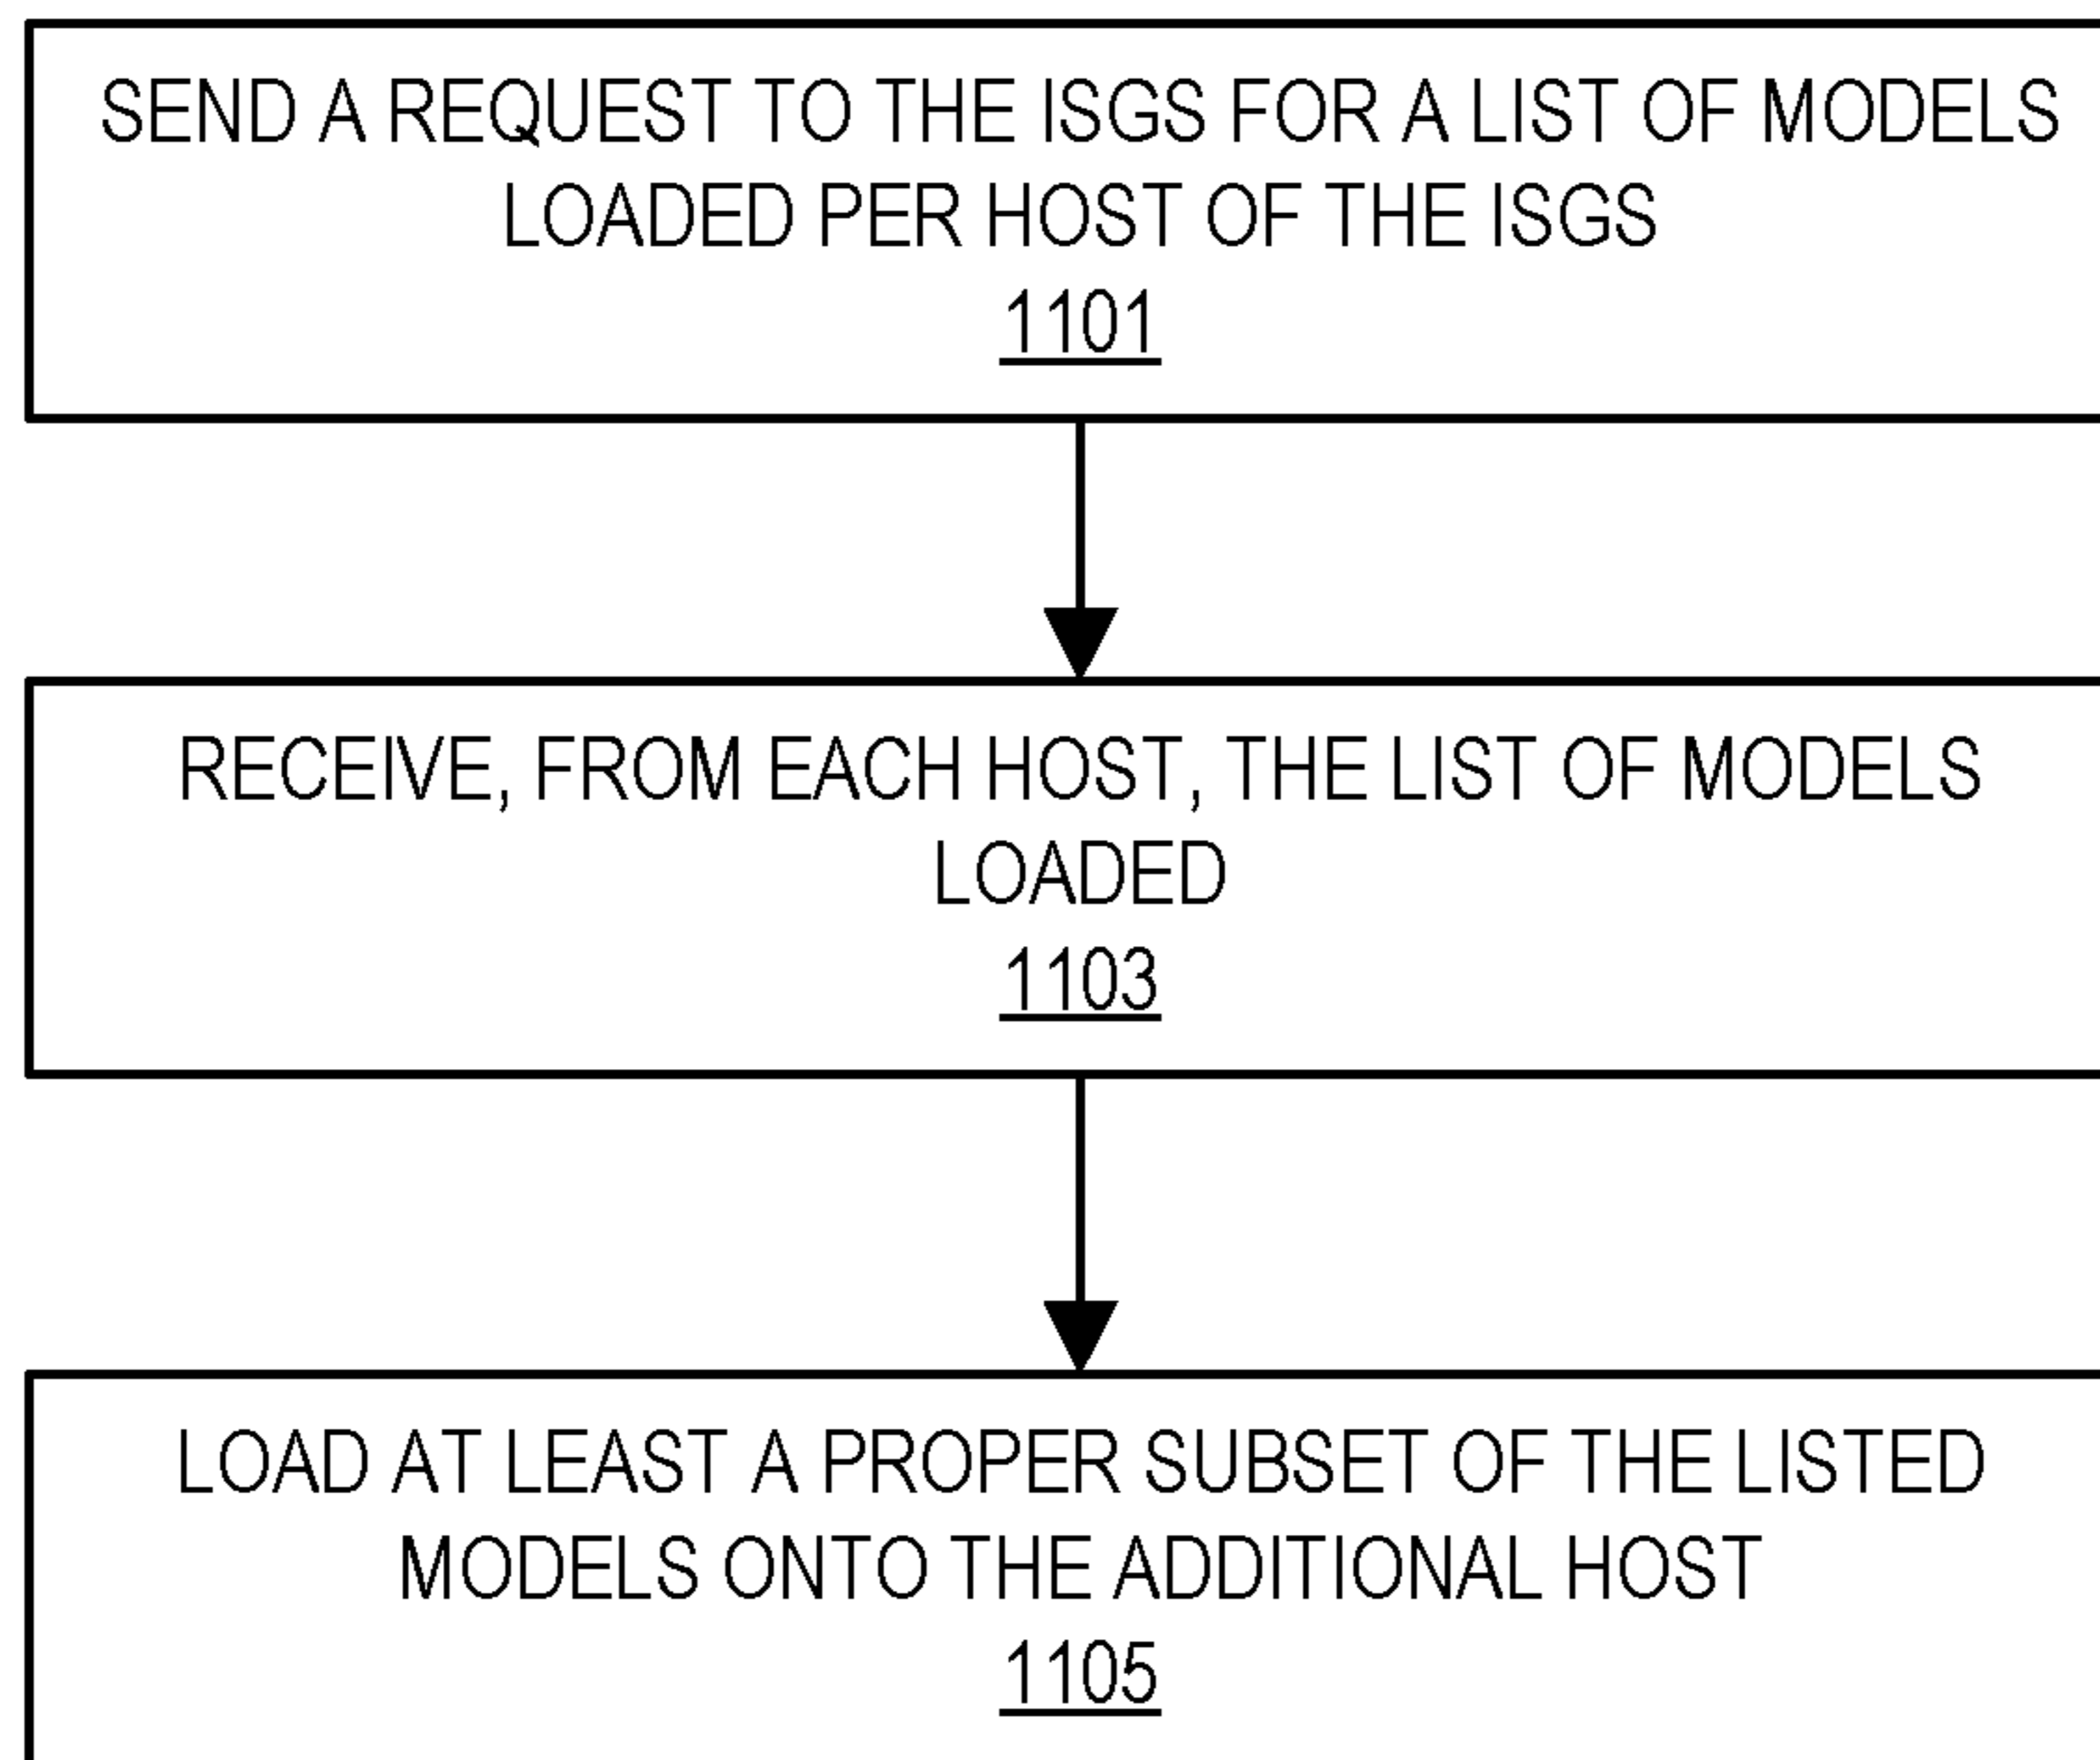 SEND A REQUEST TO THE ISGS FOR A LIST OF MODELS
LOADED PER HOST OF THE ISGS
1101
RECEIVE, FROM EACH HOST, THE LIST OF MODELS
LOADED
1103
LOAD AT LEAST A PROPER SUBSET OF THE LISTED
MODELS ONTO THE ADDITIONAL HOST
1105